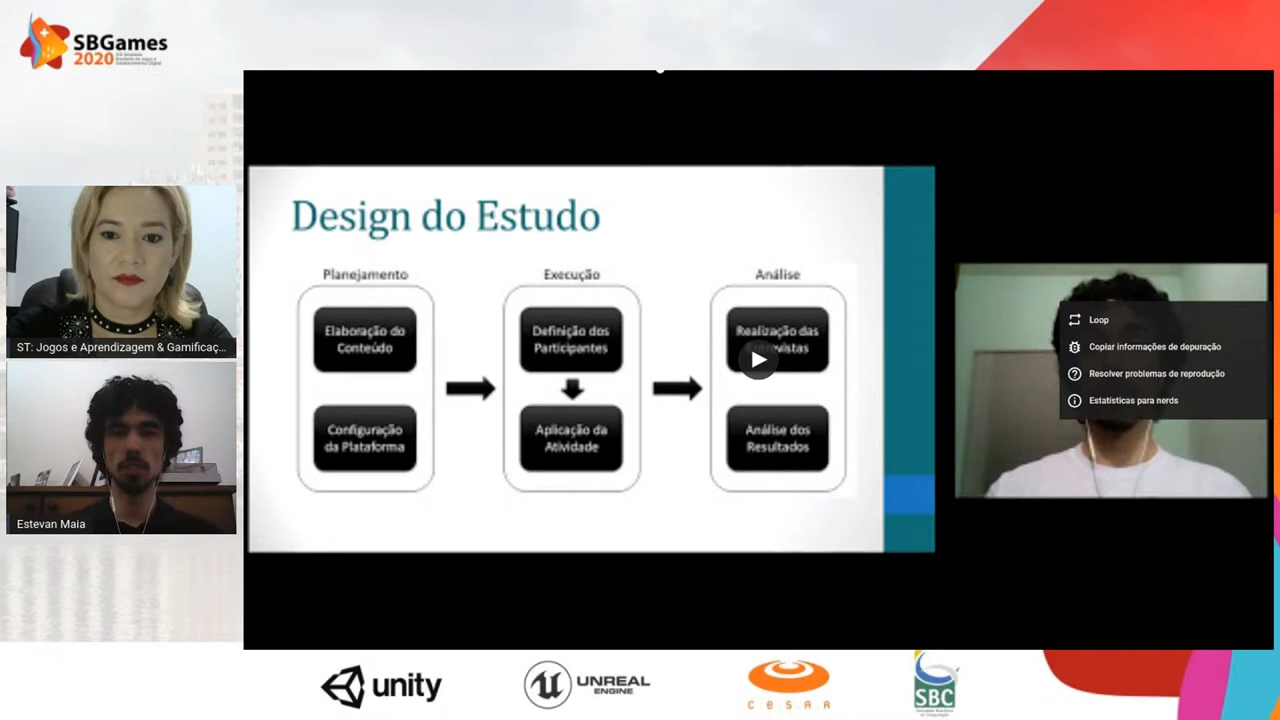 SBGames
2020
Design do Estudo
Planejamento
Execução
Análise
Elaboração do
Conteúdo
Configuração
da Plataforma
Definição dos
Participantes
Aplicação da
Atividade
Realização das
Análise dos
Resultados
Loop
Copiar informações de depuração
Resolver problemas de reprodução
Estatísticas para nerds
ST: Jogos e Aprendizagem & Gamificaç...
Estevan Maia
unity
UNREAL
ENGINE
CESAR
SBC